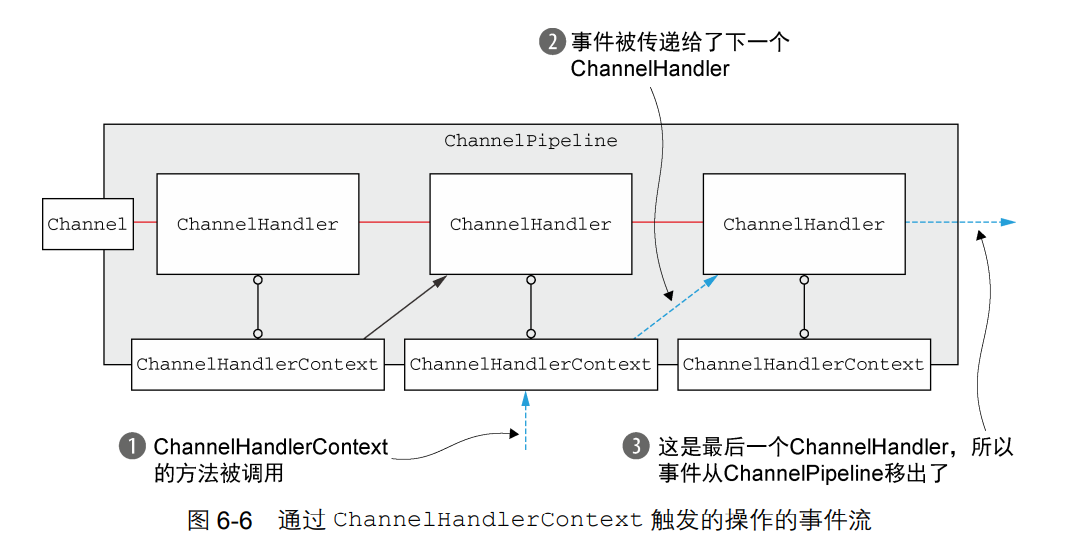 2 事件被传递给了下一个
ChannelHandler
ChannelPipeline
Channel
ChannelHandler
ChannelHandler
ChannelHandler
ChannelHandlerContext
ChannelHandlerContext
ChannelHandlerContext
1 ChannelHandlerContext
的方法被调用
3 这是最后一个ChannelHandler，所以
事件从ChannelPipeline移出了
图 6-6 通过 ChannelHandlerContext 触发的操作的事件流